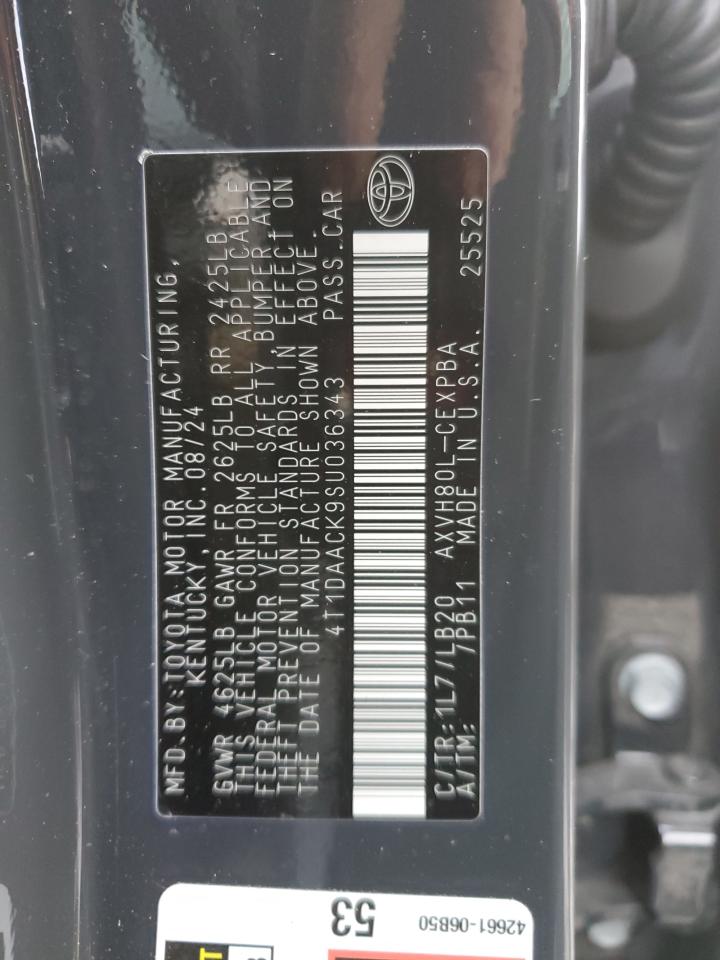 MFD.BY:TOYOTA MOTOR MANUFACTURING,
KENTUCKY, INC. 08/24
GVWR 4625LB GAWR FR 2625LB RR 2425LB
THIS VEHICLE CONFORMS TO ALL APPLICABLE
FEDERAL MOTOR VEHICLE SAFETY, BUMPER AND
THEFT PREVENTION STANDARDS IN EFFECT ON
THE DATE OF MANUFACTURE SHOWN ABOVE.
4T1DAACK9SU036343 PASS.CAR
C/TR:1L7/LB20 AXVH80L-CEXPBA
A/TM: /PB11 MADE IN U.S.A. 25525
42661-06B50 53